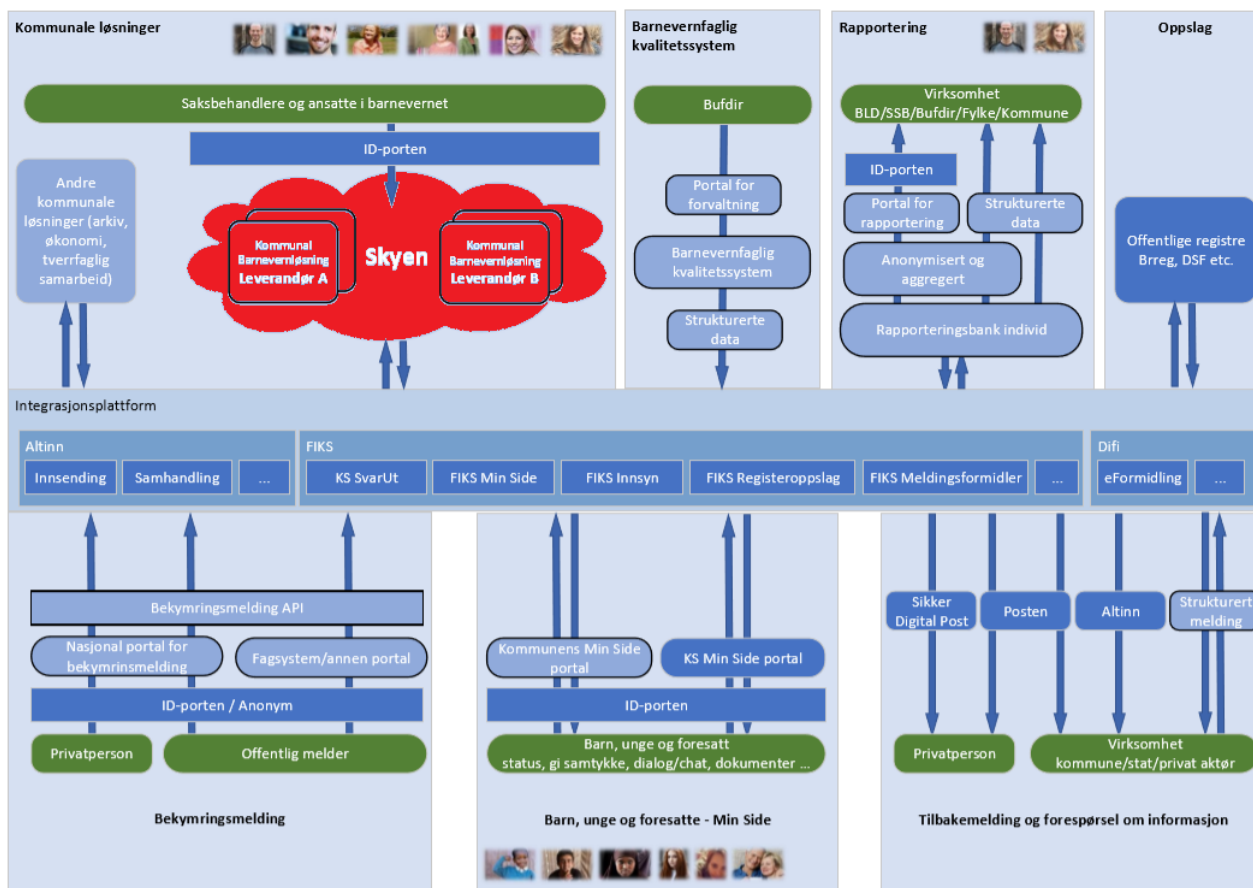 Kommunale løsninger
Saksbehandlere og ansatte i barnevernet
ID-porten
Andre
kommunale
løsninger (arkiv,
økonomi,
tverrfaglig
samarbeid)
Kommunal
Barnevernløsning
Leverandør A
Skyen
Kommunal
Barnevernløsning
Leverandør B
Barnevernfaglig
kvalitetssystem
Bufdir
Portal for
forvaltning
Barnevernfaglig
kvalitetssystem
Strukturerte
data
Rapportering
Virksomhet
BLD/SSB/Bufdir/Fylke/Kommune
ID-porten
Portal for
rapportering
Strukturerte
data
Anonymisert og
aggregert
Rapporteringsbank individ
Oppslag
Offentlige registre
Brreg, DSF etc.
Integrasjonsplattform
Altinn
Innsending
Samhandling
...
FIKS
KS SvarUt
FIKS Min Side
FIKS Innsyn
FIKS Registeroppslag
FIKS Meldingsformidler
...
Difi
eFormidling
...
Bekymringsmelding API
Nasjonal portal for
bekymrinsmelding
Fagsystem/annen portal
ID-porten / Anonym
Privatperson
Offentlig melder
Bekymringsmelding
Kommunens Min Side
portal
KS Min Side portal
ID-porten
Barn, unge og foresatt
status, gi samtykke, dialog/chat, dokumenter ...
Barn, unge og foresatte - Min Side
Sikker
Digital Post
Posten
Altinn
Strukturert
melding
Privatperson
Virksomhet
kommune/stat/privat aktør
Tilbakemelding og forespørsel om informasjon